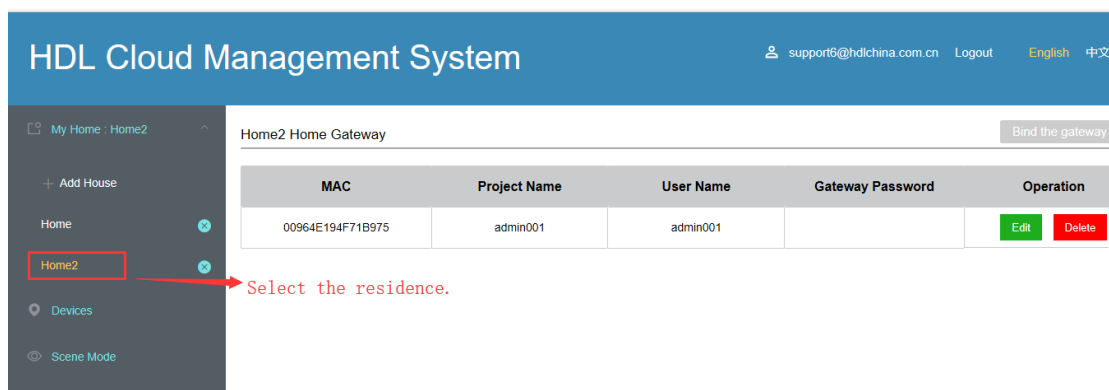 HDL Cloud Management System
support6@hdlchina.com.cn Logout English 中文
My Home : Home2
Home2 Home Gateway
Bind the gateway
+ Add House
MAC Project Name User Name Gateway Password Operation
Home
00964E194F71B975 admin001 admin001 Edit Delete
Home2
Select the residence.
Devices
Scene Mode